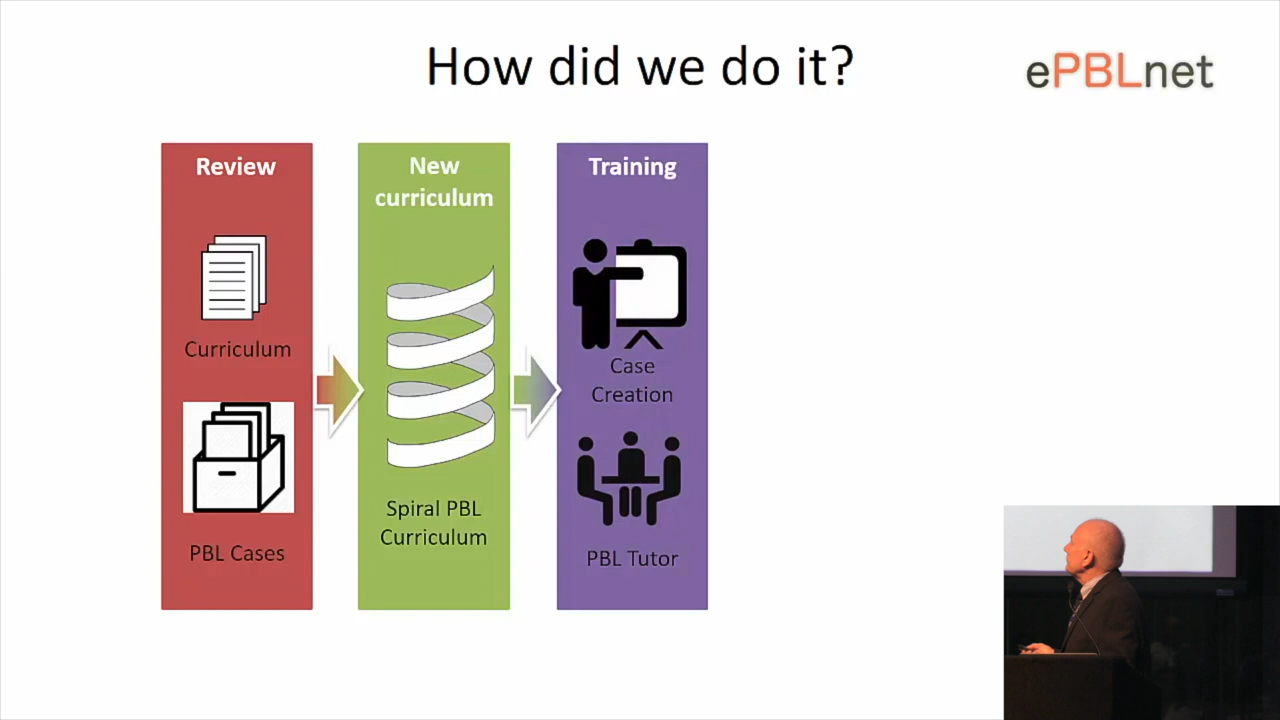 How did we do it?
ePBLnet
Review
Curriculum
PBL Cases
New
curriculum
Spiral PBL
Curriculum
Training
Case
Creation
PBL Tutor